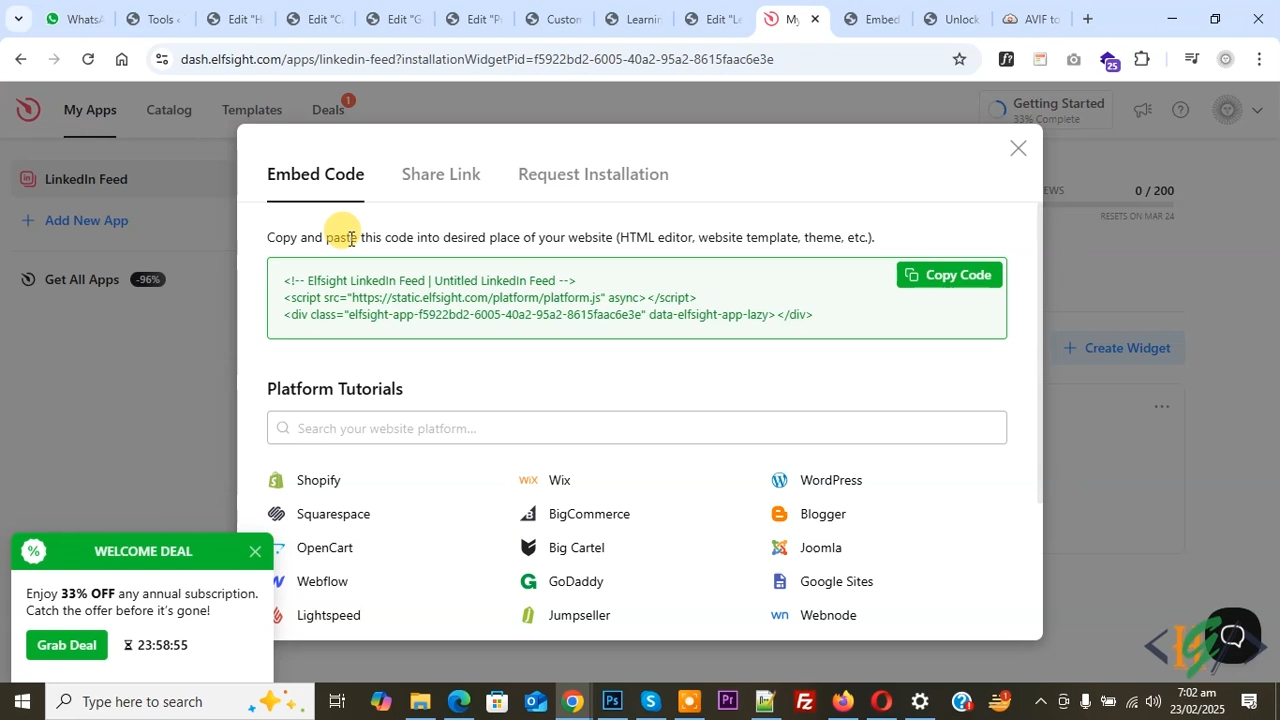 WhatsA
Tools ‹
Edit "H
Edit "C
Edit "G
Edit "P
Custom
Learnin
Edit "Le
My
Embed
Unlock
AVIF to
dash.elfsight.com/apps/linkedin-feed?installationWidgetPid=f5922bd2-6005-40a2-95a2-8615faac6e3e
25
My Apps
Catalog
Templates
Deals
1
Getting Started
33% Complete
LinkedIn Feed
Add New App
Get All Apps
-96%
EWS
0 / 200
RESETS ON MAR 24
Create Widget
Embed Code
Share Link
Request Installation
Copy and paste this code into desired place of your website (HTML editor, website template, theme, etc.).
<!-- Elfsight LinkedIn Feed | Untitled LinkedIn Feed -->
<script src="https://static.elfsight.com/platform/platform.js" async></script>
<div class="elfsight-app-f5922bd2-6005-40a2-95a2-8615faac6e3e" data-elfsight-app-lazy></div>
Copy Code
Platform Tutorials
Search your website platform...
Shopify
WiX
Wix
WordPress
Squarespace
BigCommerce
Blogger
OpenCart
Big Cartel
Joomla
Webflow
GoDaddy
Google Sites
Lightspeed
Jumpseller
wn
Webnode
WELCOME DEAL
Enjoy 33% OFF any annual subscription.
Catch the offer before it's gone!
Grab Deal
23:58:55
Type here to search
7:02 am
23/02/2025